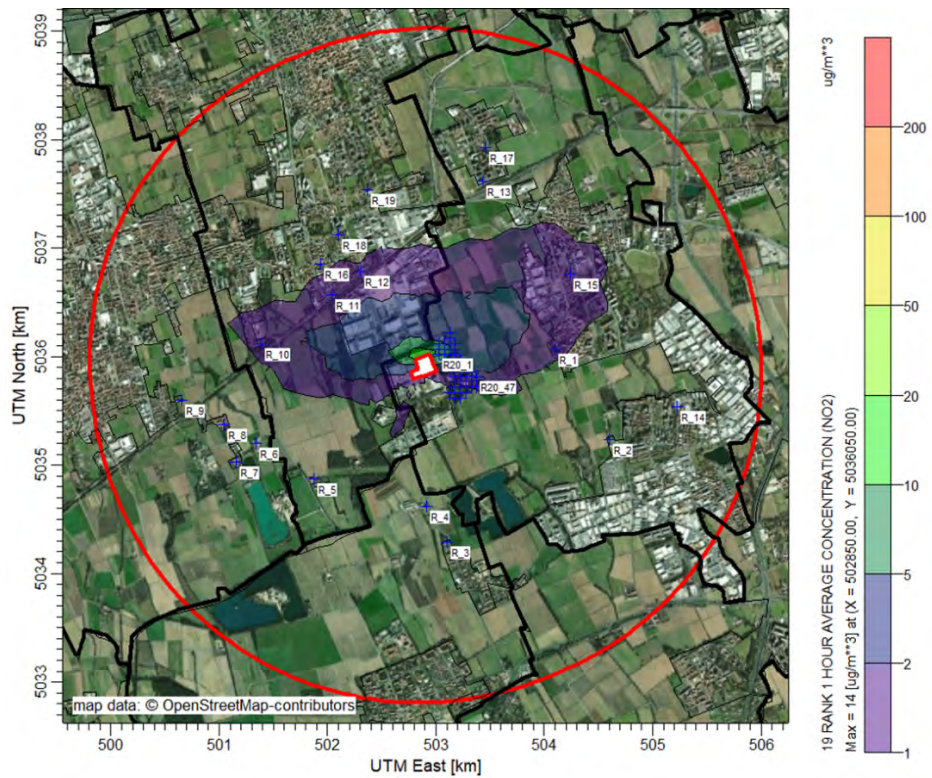 5039
5038
5037
5036
5035
5034
5033
UTM North [km]
R_17
R_13
R_19
R_18
R_16
R_12
R_15
R_11
R_10
R_1
R20_1
R20_47
R_9
R_14
R_8
R_6
R_2
R_7
R_5
R_4
R_3
2
map data: © OpenStreetMap-contributors
500
501
502
503
504
505
506
UTM East [km]
19 RANK 1 HOUR AVERAGE CONCENTRATION (NO2)
ug/m**3
Max = 14 [ug/m**3] at (X = 502850.00, Y = 5036050.00)
200
100
50
20
10
5
2
1